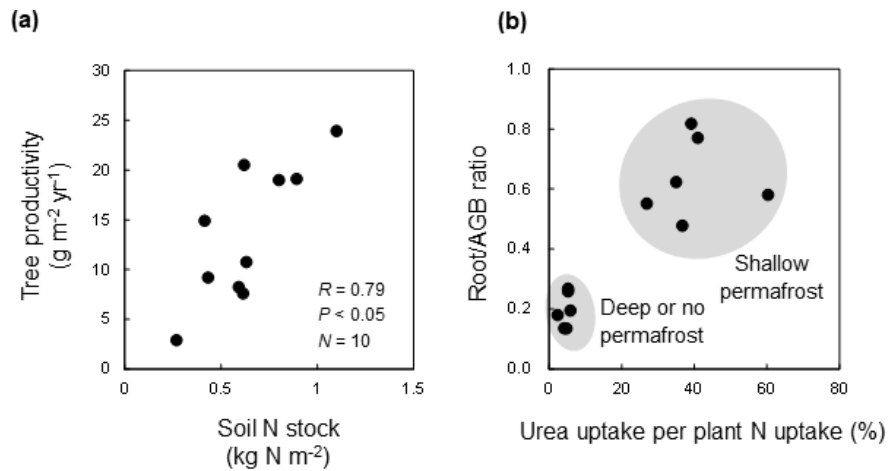 (a)
Tree productivity
(g m⁻² yr⁻¹)
30
25
20
15
10
5
0
R = 0.79
P < 0.05
N = 10
0
0.5
1
1.5
Soil N stock
(kg N m⁻²)
(b)
Root/AGB ratio
1.0
0.8
0.6
0.4
0.2
0.0
Shallow
permafrost
Deep or no
permafrost
0
20
40
60
80
Urea uptake per plant N uptake (%)